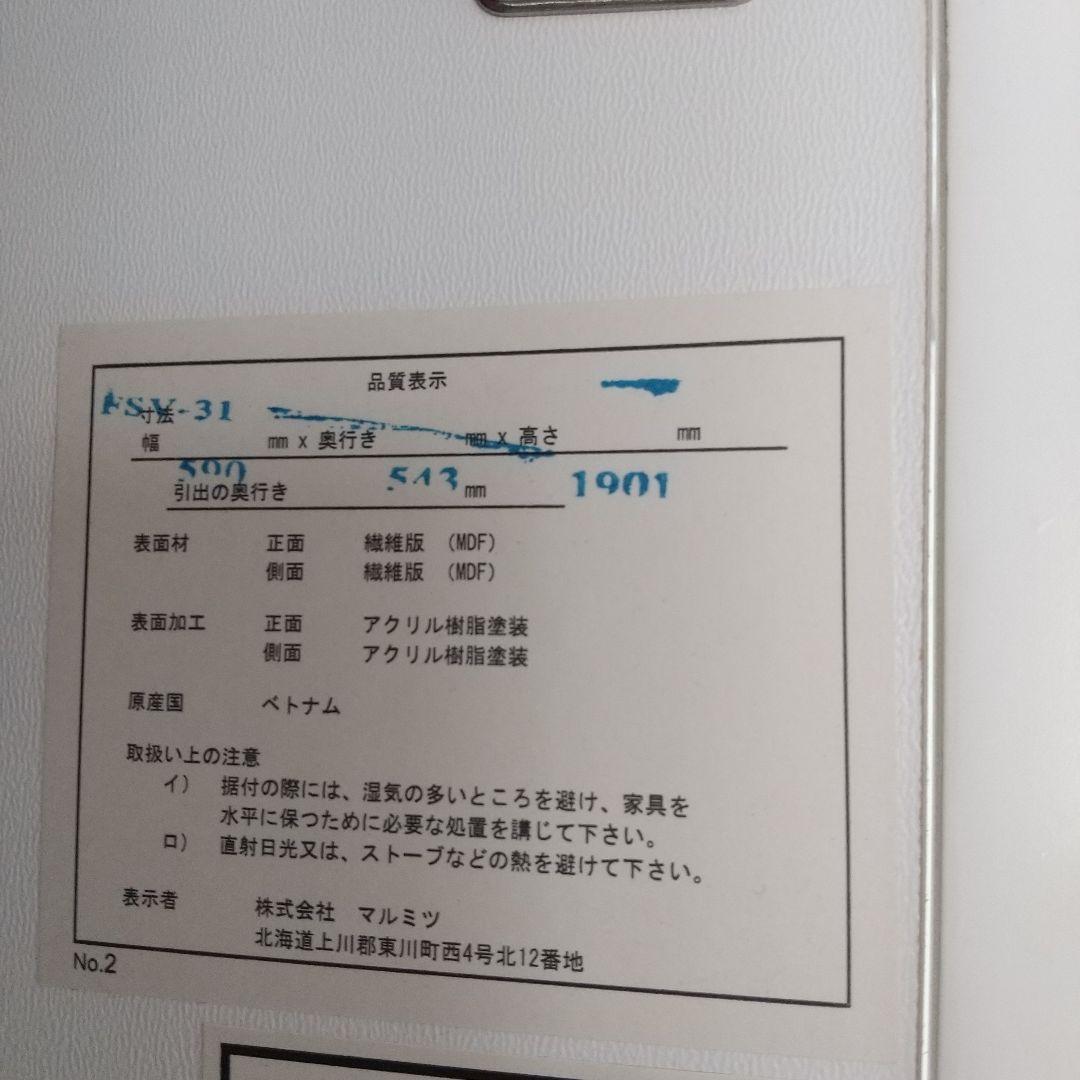 品質表示
FSV-31
寸法
幅 mm x 奥行き mm x 高さ mm
590 543 1901
引出の奥行き mm
表面材 正面 繊維版 (MDF)
側面 繊維版 (MDF)
表面加工 正面 アクリル樹脂塗装
側面 アクリル樹脂塗装
原産国 ベトナム
取扱い上の注意
イ) 据付の際には、湿気の多いところを避け、家具を
水平に保つために必要な処置を講じて下さい。
ロ) 直射日光又は、ストーブなどの熱を避けて下さい。
表示者 株式会社 マルミツ
北海道上川郡東川町西4号北12番地
No.2